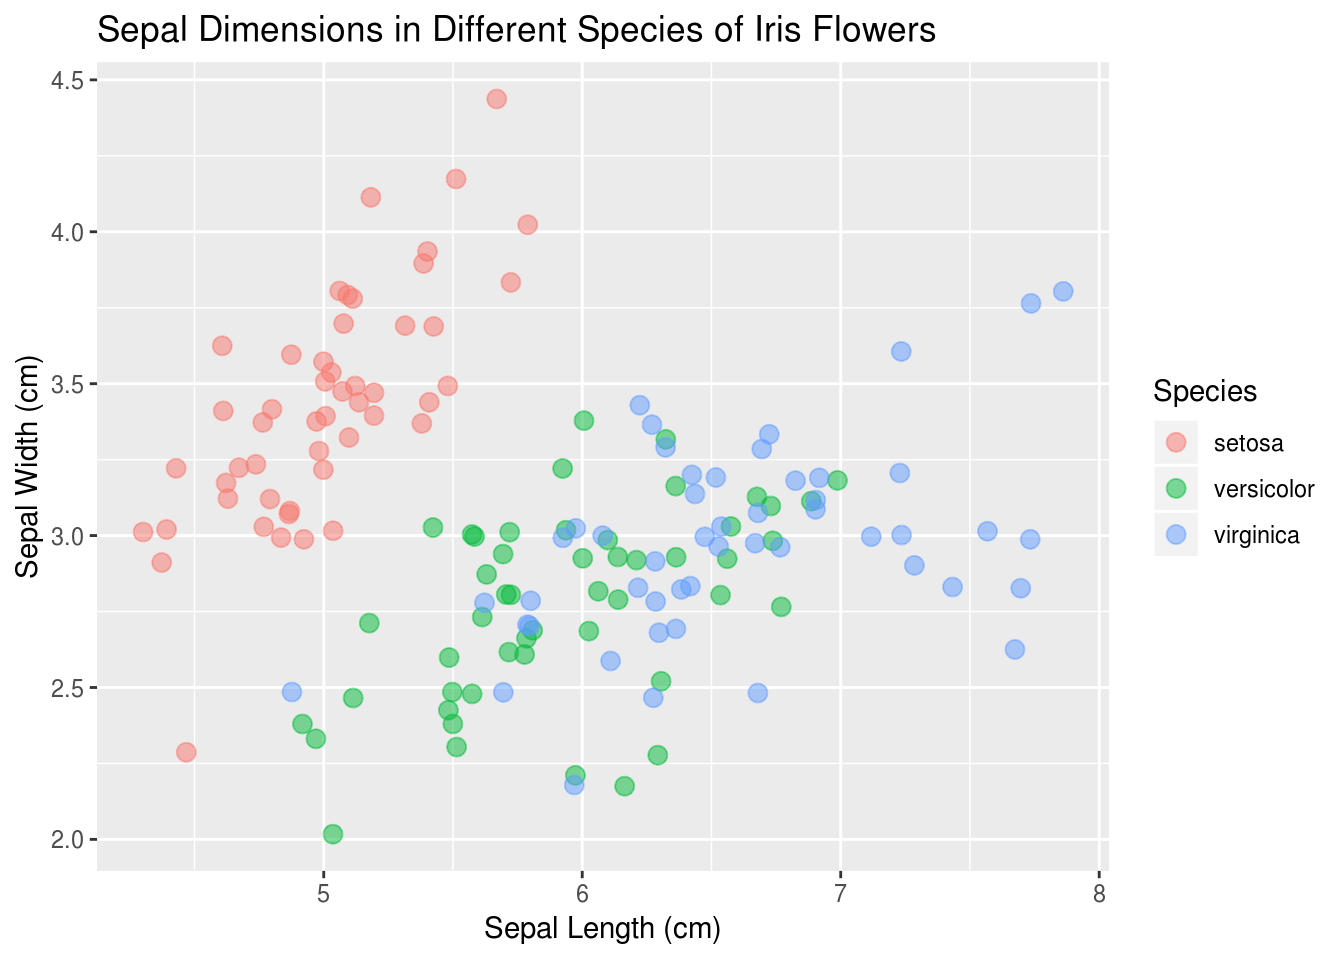 Sepal Dimensions in Different Species of Iris Flowers
4.5
4.0
3.5
3.0
2.5
2.0
Sepal Width (cm)
5 6 7 8
Sepal Length (cm)
Species
setosa
versicolor
virginica